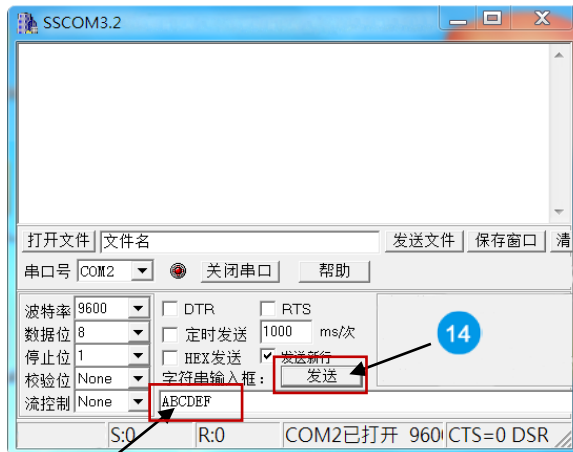 SSCOM3.2
打开文件 文件名 发送文件 保存窗口 清
串口号 COM2 关闭串口 帮助
波特率 9600 DTR RTS
数据位 8 定时发送 1000 ms/次
停止位 1 HEX发送 发送新行
校验位 None 字符串输入框： 发送
流控制 None ABCDEF
14
S:0 R:0 COM2已打开 960 CTS=0 DSR